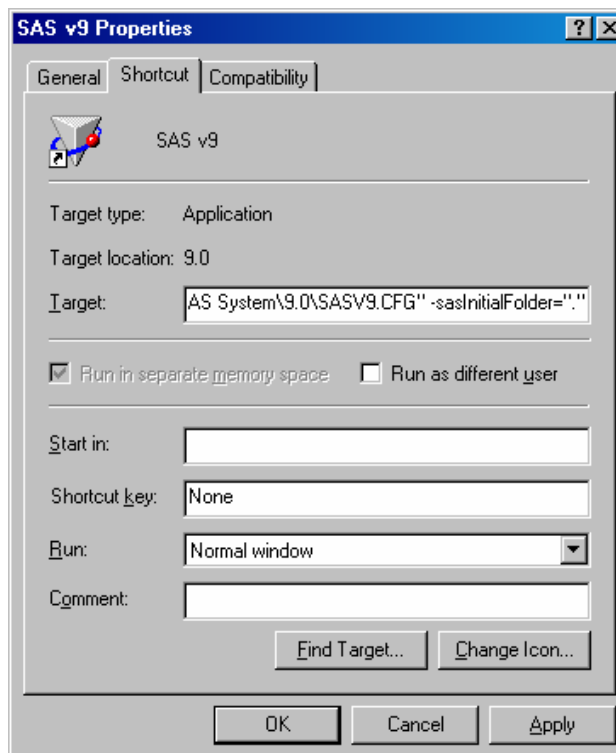 SAS v9 Properties
General Shortcut Compatibility
SAS v9
Target type: Application
Target location: 9.0
Target: AS System\9.0\SASV9.CFG" -sasInitialFolder="."
Run in separate memory space Run as different user
Start in:
Shortcut key: None
Run: Normal window
Comment:
Find Target... Change Icon...
OK Cancel Apply